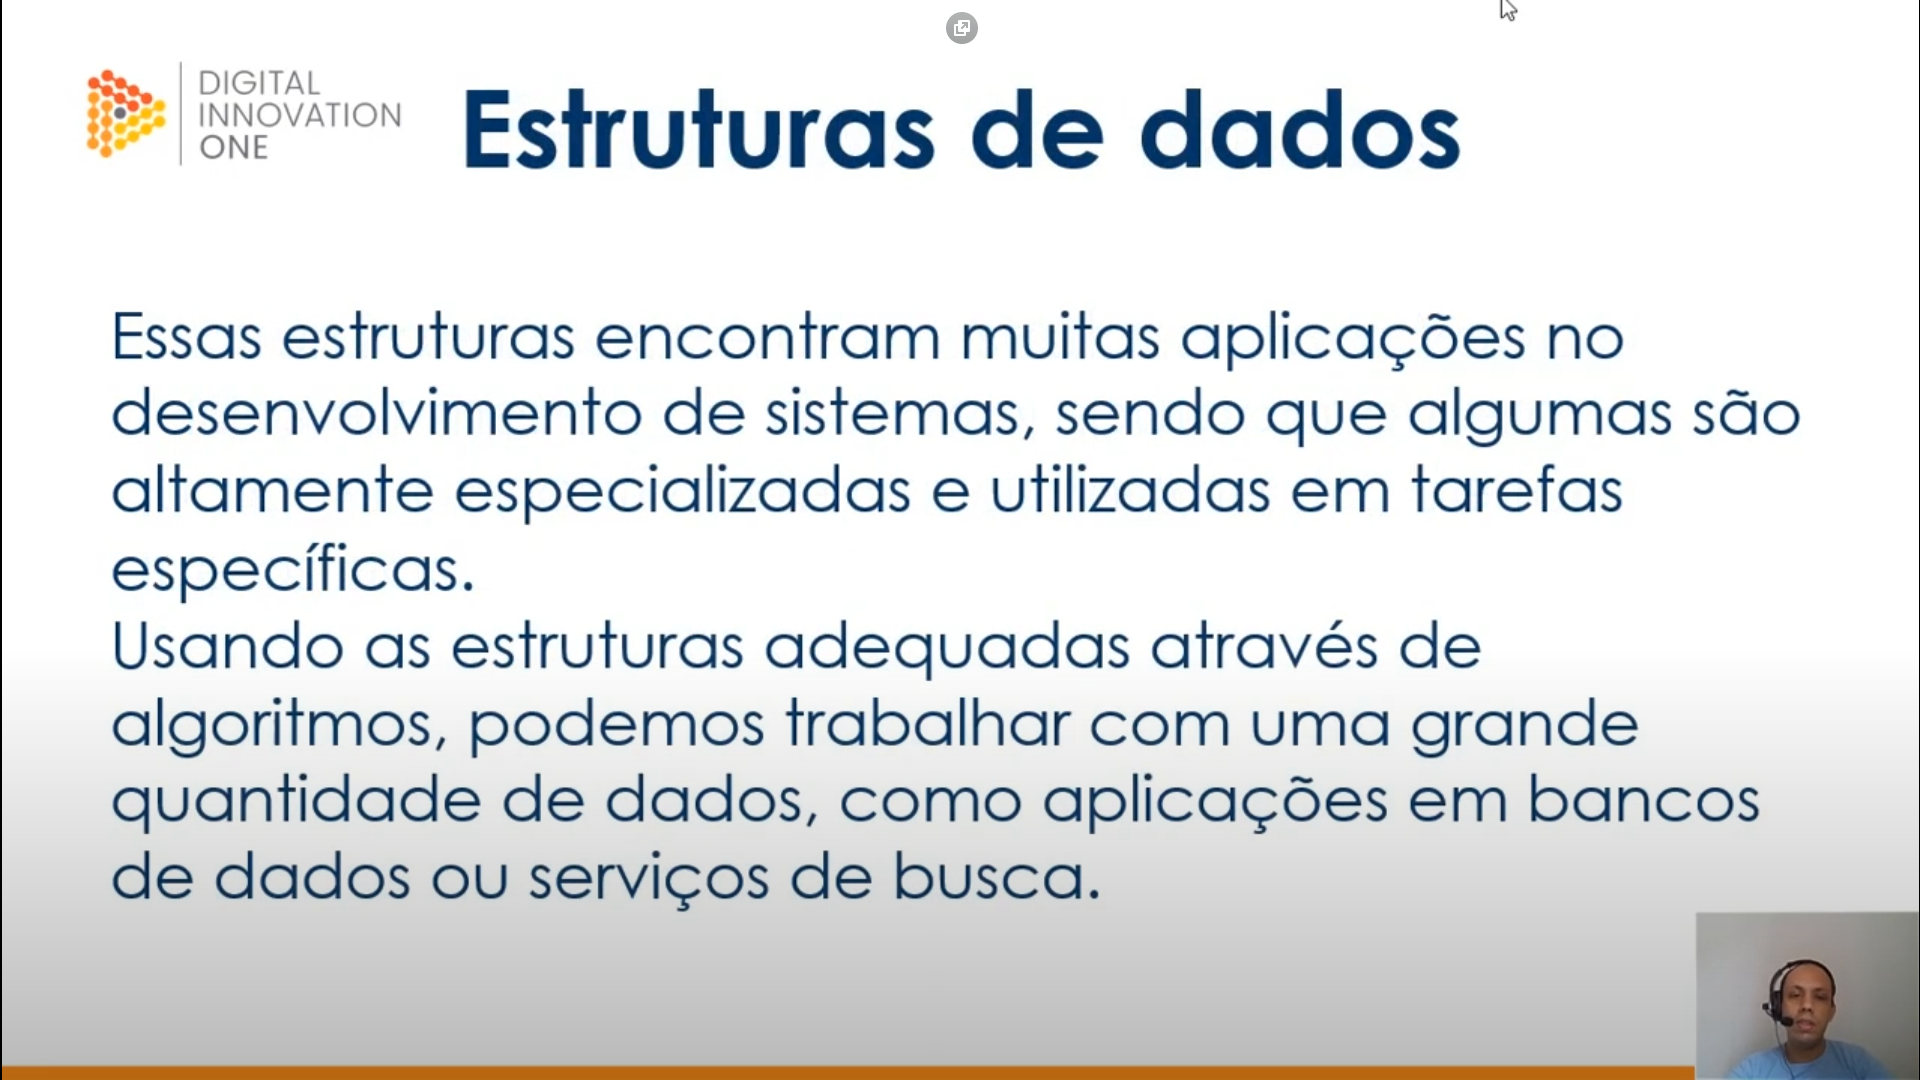 DIGITAL
INNOVATION
ONE
Estruturas de dados
Essas estruturas encontram muitas aplicações no
desenvolvimento de sistemas, sendo que algumas são
altamente especializadas e utilizadas em tarefas
específicas.
Usando as estruturas adequadas através de
algoritmos, podemos trabalhar com uma grande
quantidade de dados, como aplicações em bancos
de dados ou serviços de busca.